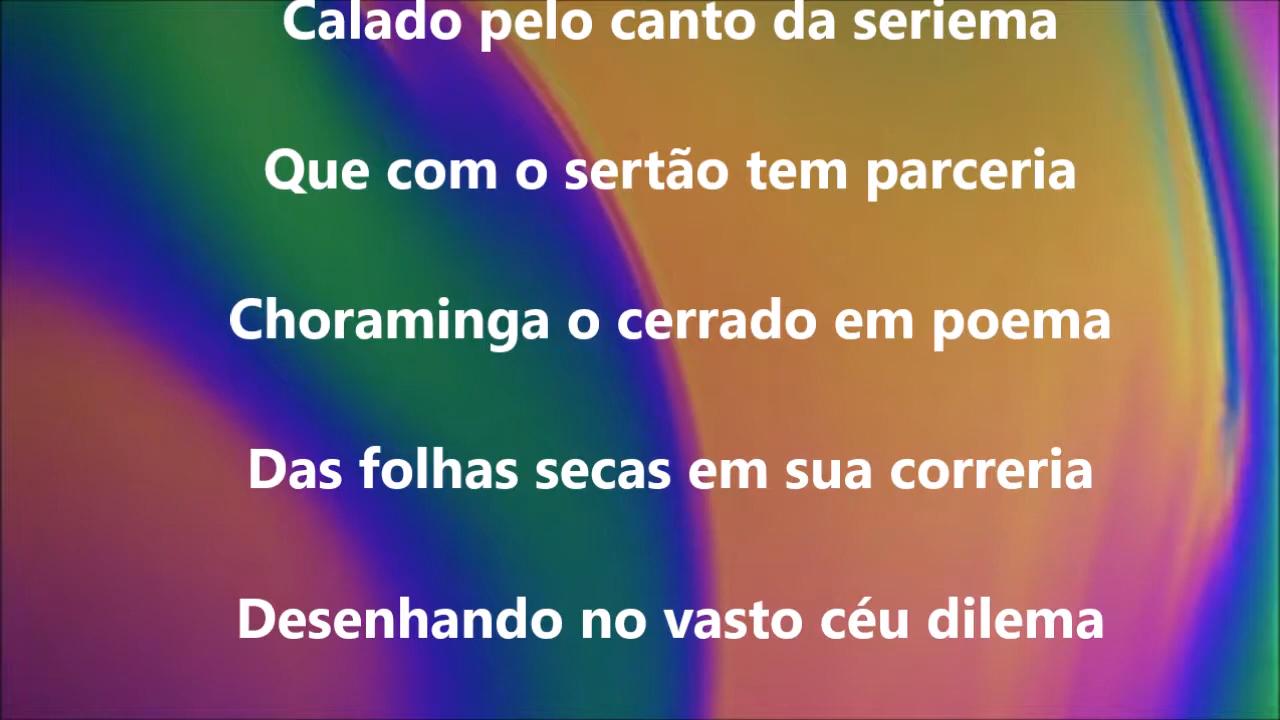 Calado pelo canto da seriema
Que com o sertão tem parceria
Choraminga o cerrado em poema
Das folhas secas em sua correria
Desenhando no vasto céu dilema